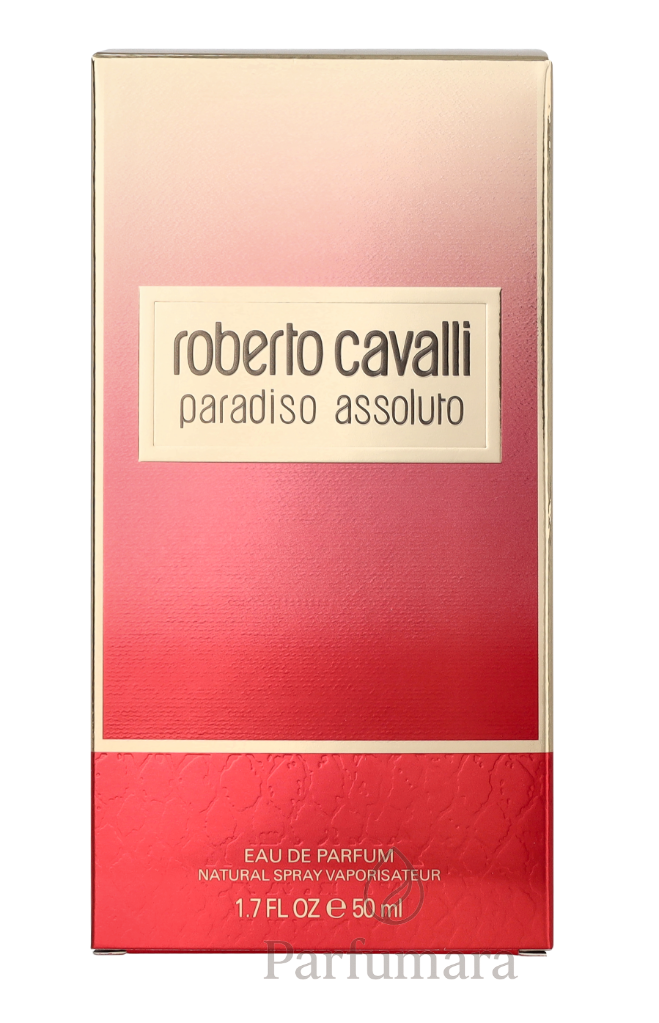 roberto cavalli
paradiso assoluto
EAU DE PARFUM
NATURAL SPRAY VAPORISATEUR
1.7 FL OZ ℮ 50 ml
Parfumara